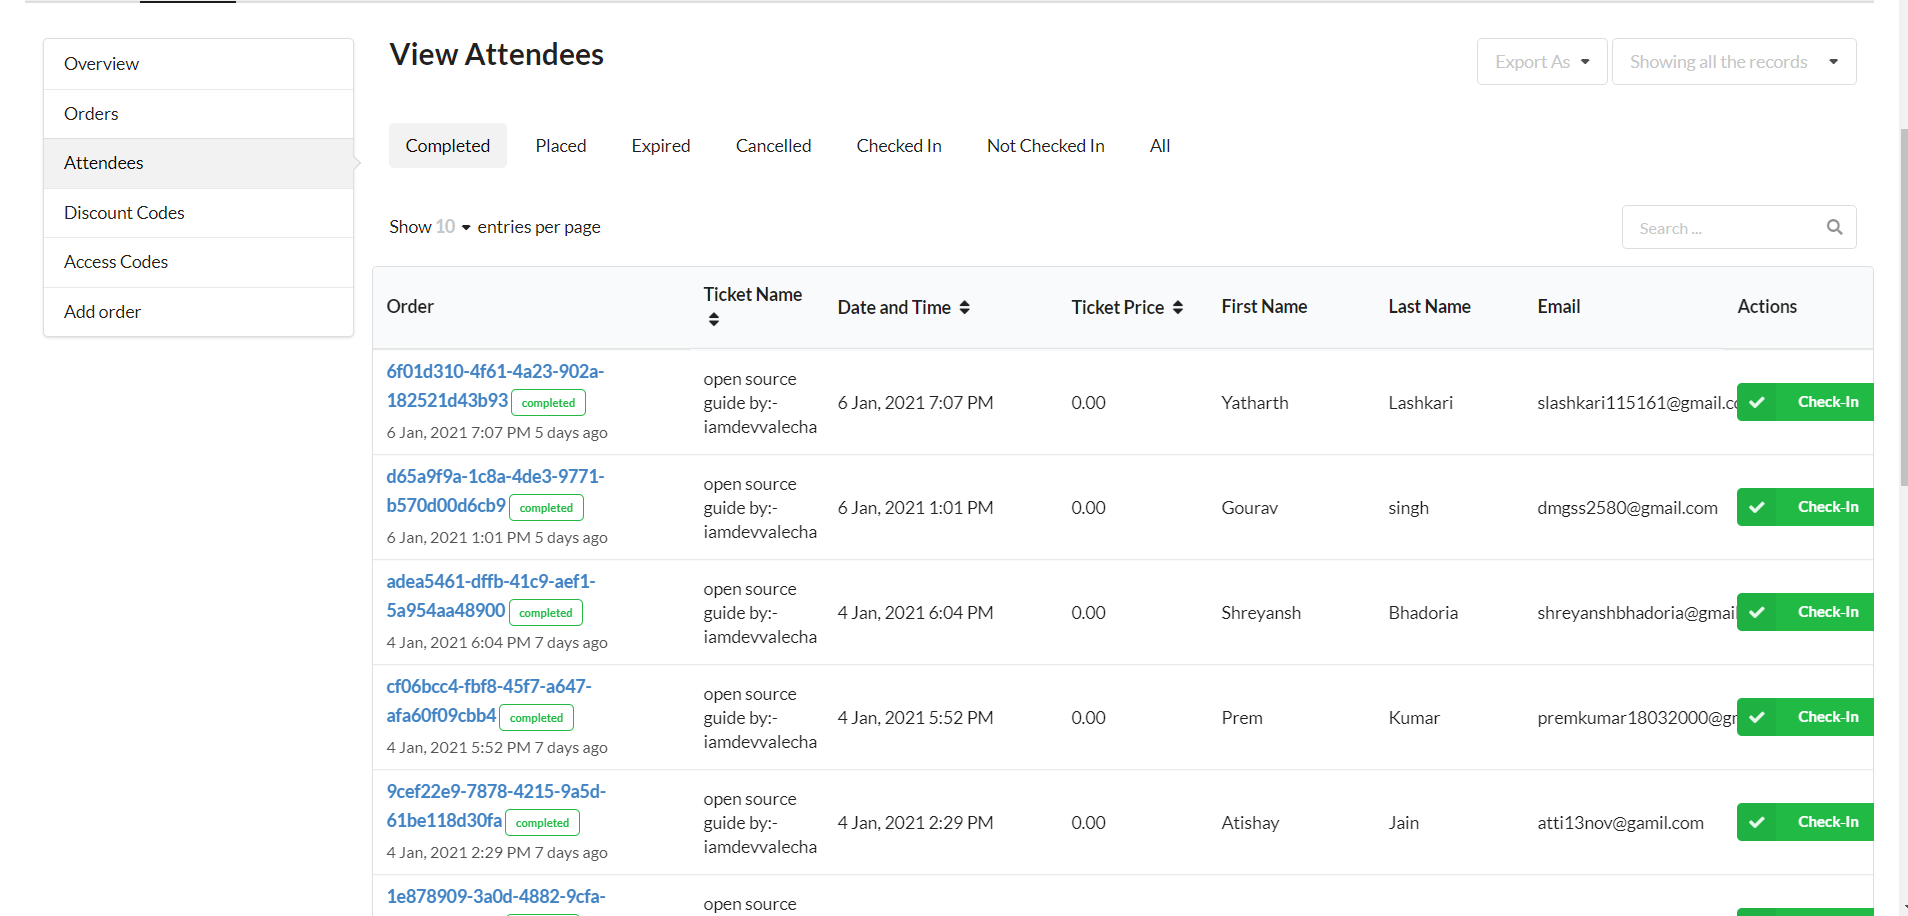 Overview
Orders
Attendees
Discount Codes
Access Codes
Add order
View Attendees
Export As
Showing all the records
Completed Placed Expired Cancelled Checked In Not Checked In All
Show 10 entries per page
Search ...
Order Ticket Name Date and Time Ticket Price First Name Last Name Email Actions
6f01d310-4f61-4a23-902a-
182521d43b93 completed
6 Jan, 2021 7:07 PM 5 days ago
open source
guide by:-
iamdevvalecha
6 Jan, 2021 7:07 PM 0.00 Yatharth Lashkari slashkari115161@gmail.co Check-In
d65a9f9a-1c8a-4de3-9771-
b570d00d6cb9 completed
6 Jan, 2021 1:01 PM 5 days ago
open source
guide by:-
iamdevvalecha
6 Jan, 2021 1:01 PM 0.00 Gourav singh dmgss2580@gmail.com Check-In
adea5461-dffb-41c9-aef1-
5a954aa48900 completed
4 Jan, 2021 6:04 PM 7 days ago
open source
guide by:-
iamdevvalecha
4 Jan, 2021 6:04 PM 0.00 Shreyansh Bhadoria shreyanshbhadoria@gmail Check-In
cf06bcc4-fbf8-45f7-a647-
afa60f09cbb4 completed
4 Jan, 2021 5:52 PM 7 days ago
open source
guide by:-
iamdevvalecha
4 Jan, 2021 5:52 PM 0.00 Prem Kumar premkumar18032000@gr Check-In
9cef22e9-7878-4215-9a5d-
61be118d30fa completed
4 Jan, 2021 2:29 PM 7 days ago
open source
guide by:-
iamdevvalecha
4 Jan, 2021 2:29 PM 0.00 Atishay Jain atti13nov@gamil.com Check-In
1e878909-3a0d-4882-9cfa-
open source